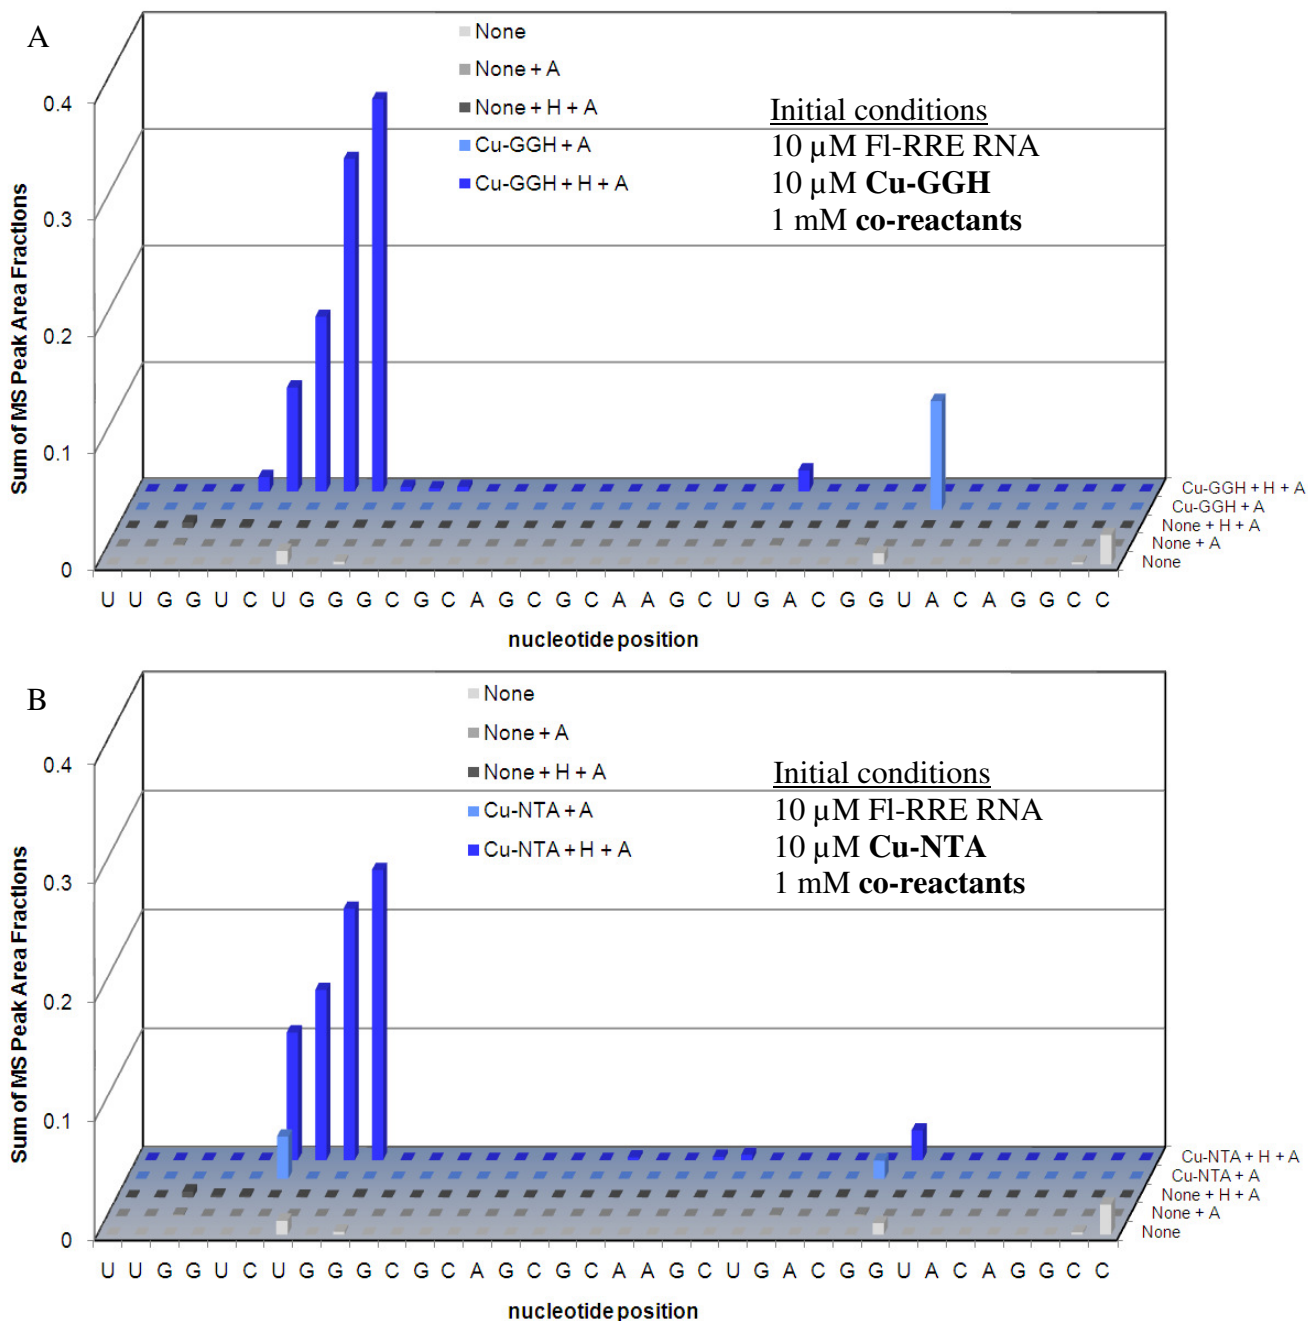 A
None
None + A
None + H + A
Cu-GGH + A
Cu-GGH + H + A
Initial conditions
10 µM Fl-RRE RNA
10 µM Cu-GGH
1 mM co-reactants
0.4
0.3
0.2
0.1
0
Sum of MS Peak Area Fractions
Cu-GGH + H + A
Cu-GGH + A
None + H + A
None + A
None
U U G G U C U G G G C G C A G C G C A A G C U G A C G G U A C A G G C C
nucleotide position
B
None
None + A
None + H + A
Cu-NTA + A
Cu-NTA + H + A
Initial conditions
10 µM Fl-RRE RNA
10 µM Cu-NTA
1 mM co-reactants
0.4
0.3
0.2
0.1
0
Sum of MS Peak Area Fractions
Cu-NTA + H + A
Cu-NTA + A
None + H + A
None + A
None
U U G G U C U G G G C G C A G C G C A A G C U G A C G G U A C A G G C C
nucleotide position